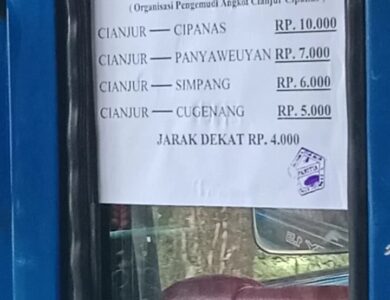 ( Organisasi Pengemudi Angkot Cianjur Cipanas )
CIANJUR — CIPANAS RP. 10.000
CIANJUR — PANYAWEUYAN RP. 7.000
CIANJUR — SIMPANG RP. 6.000
CIANJUR — CUGENANG RP. 5.000
JARAK DEKAT RP. 4.000